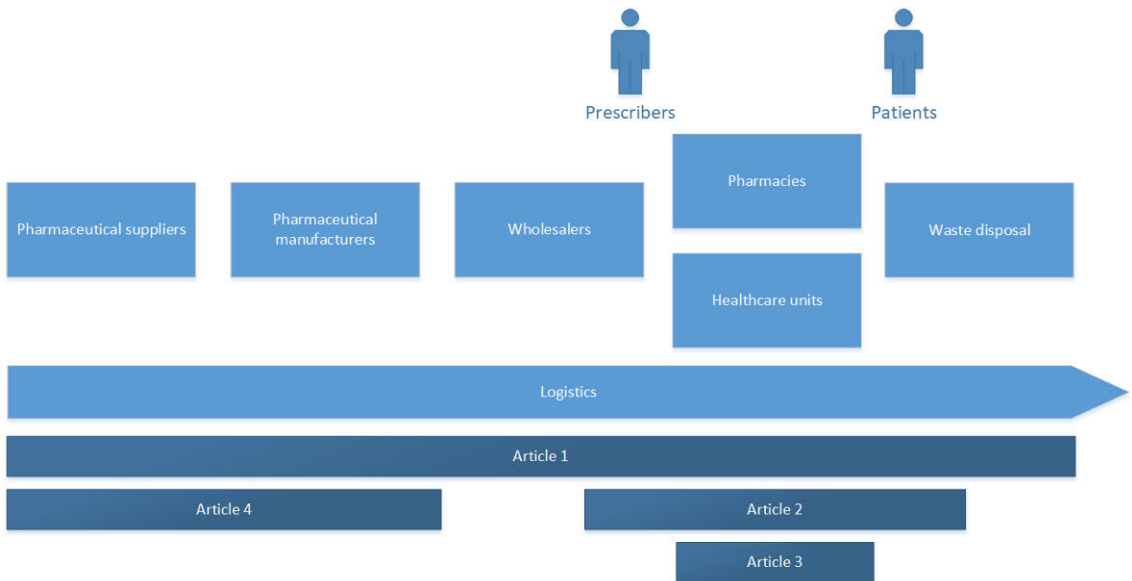 Prescribers
Patients
Pharmaceutical suppliers
Pharmaceutical
manufacturers
Wholesalers
Pharmacies
Healthcare units
Waste disposal
Logistics
Article 1
Article 4
Article 2
Article 3